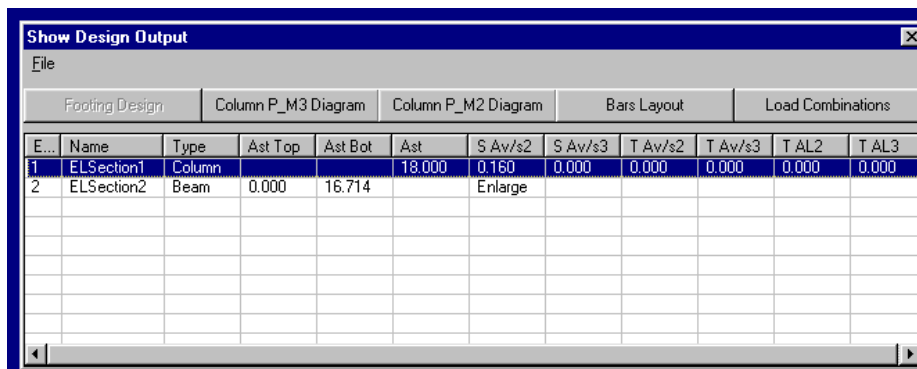 Show Design Output
File
Footing Design Column P_M3 Diagram Column P_M2 Diagram Bars Layout Load Combinations
E... Name Type Ast Top Ast Bot Ast S Av/s2 S Av/s3 T Av/s2 T Av/s3 T AL2 T AL3
1 ELSection1 Column 18.000 0.160 0.000 0.000 0.000 0.000 0.000
2 ELSection2 Beam 0.000 16.714 Enlarge